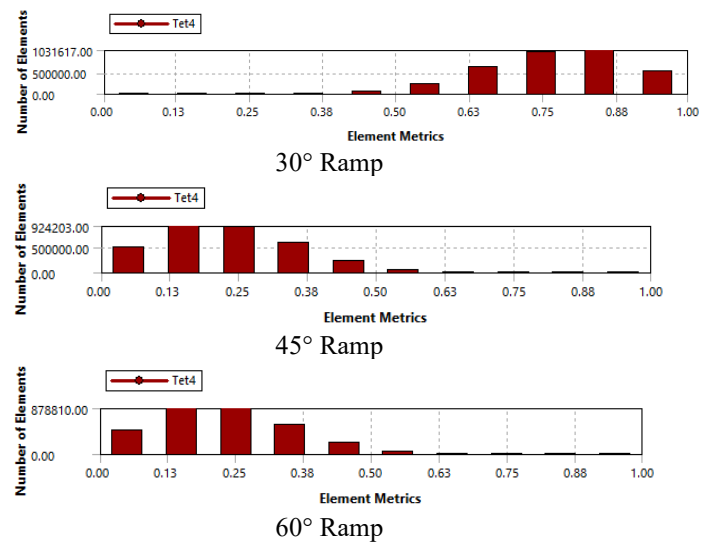 Tet4
Number of Elements
1031617.00
500000.00
0.00
0.00 0.13 0.25 0.38 0.50 0.63 0.75 0.88 1.00
Element Metrics
30° Ramp
Tet4
Number of Elements
924203.00
500000.00
0.00
0.00 0.13 0.25 0.38 0.50 0.63 0.75 0.88 1.00
Element Metrics
45° Ramp
Tet4
Number of Elements
878810.00
0.00
0.00 0.13 0.25 0.38 0.50 0.63 0.75 0.88 1.00
Element Metrics
60° Ramp